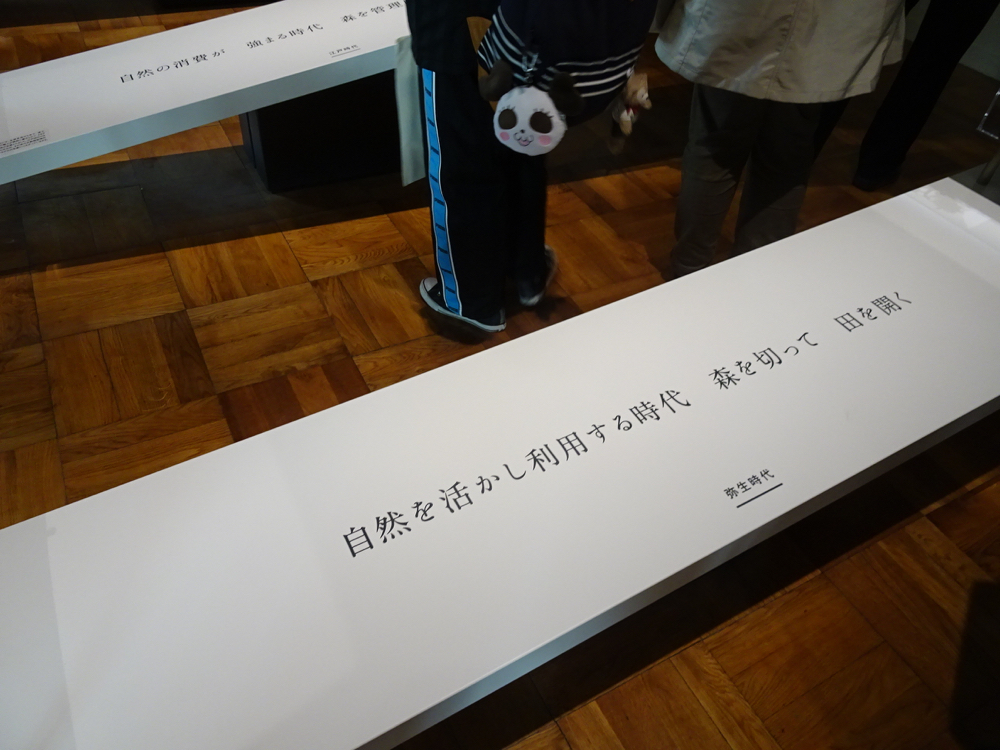 自然の消費が　強まる時代　森を管理
江戸時代
自然を活かし利用する時代　森を切って　田を開く
弥生時代